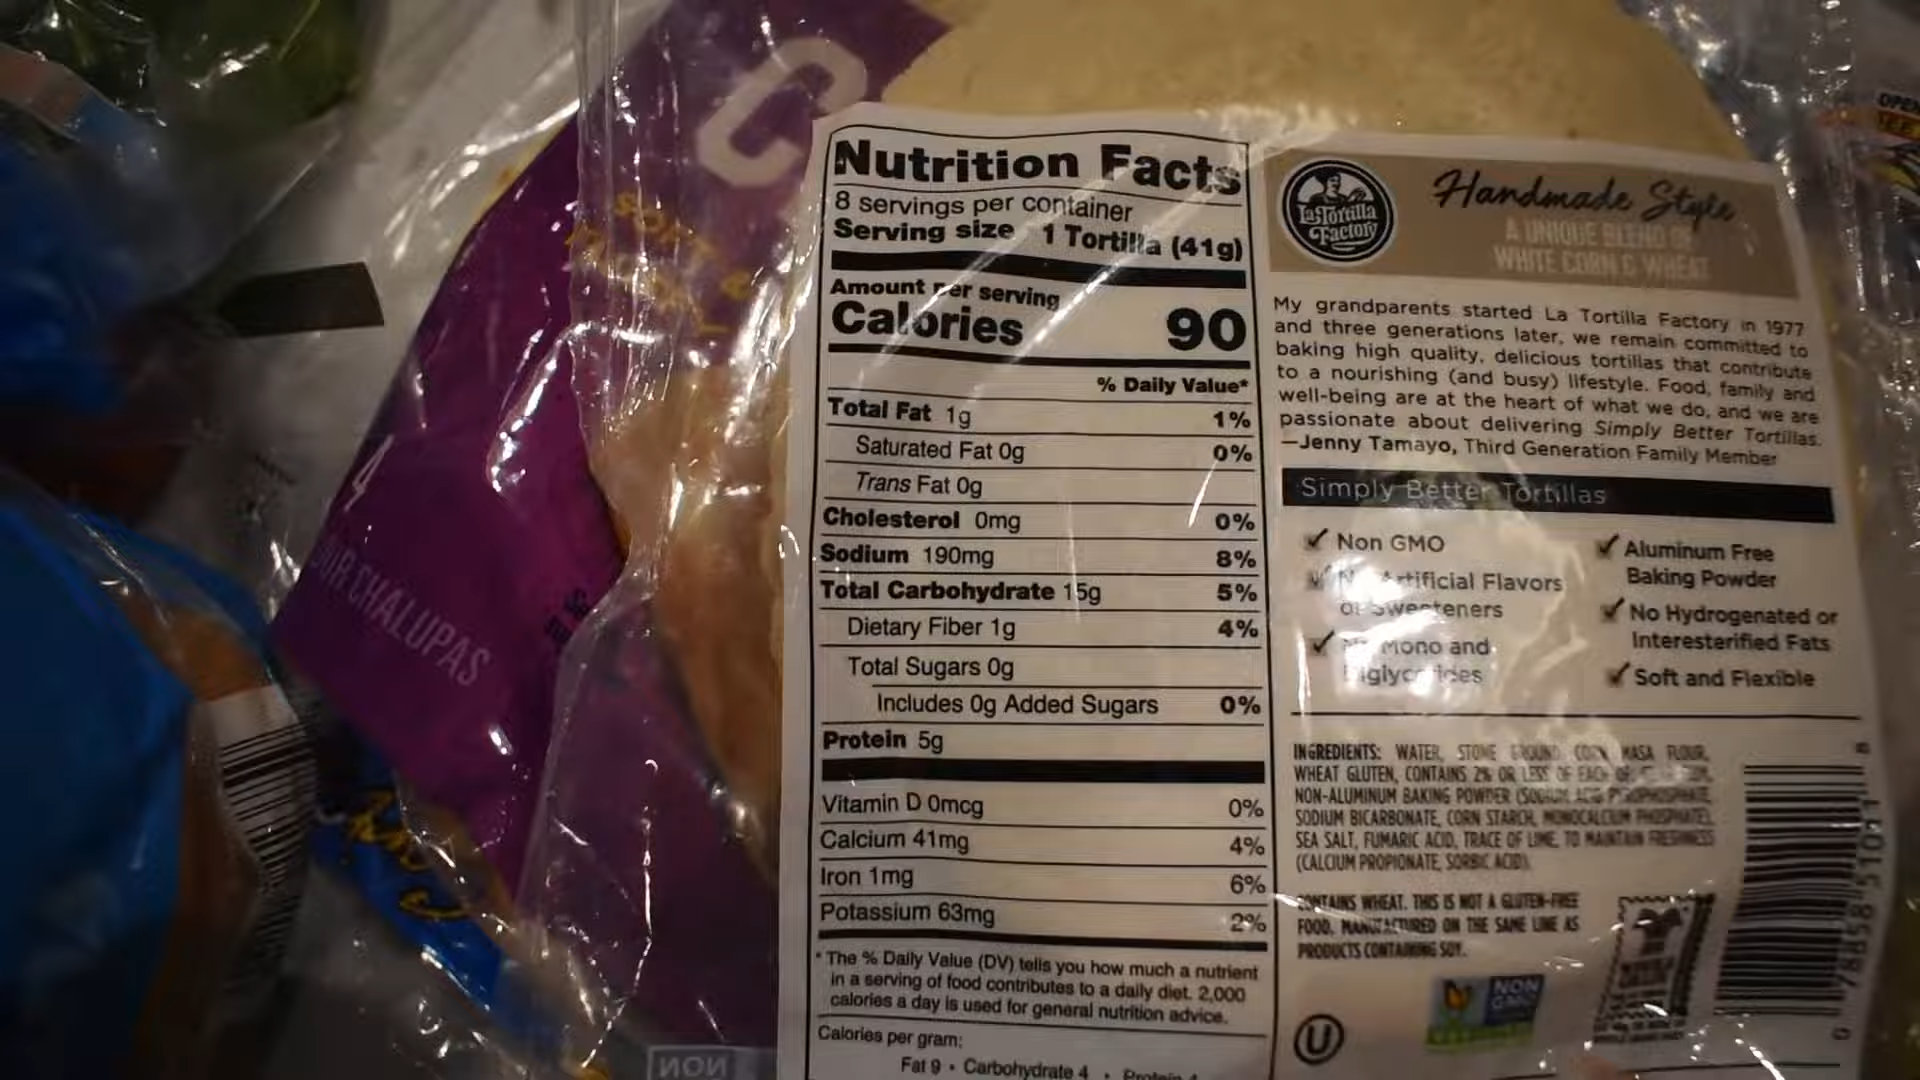 C
SOFT &
4
OUR CHALUPAS
Nutrition Facts
8 servings per container
Serving size 1 Tortilla (41g)
Amount per serving
Calories 90
% Daily Value*
Total Fat 1g 1%
Saturated Fat 0g 0%
Trans Fat 0g
Cholesterol 0mg 0%
Sodium 190mg 8%
Total Carbohydrate 15g 5%
Dietary Fiber 1g 4%
Total Sugars 0g
Includes 0g Added Sugars 0%
Protein 5g
Vitamin D 0mcg 0%
Calcium 41mg 4%
Iron 1mg 6%
Potassium 63mg 2%
* The % Daily Value (DV) tells you how much a nutrient
in a serving of food contributes to a daily diet. 2,000
calories a day is used for general nutrition advice.
Calories per gram:
Fat 9 • Carbohydrate 4 • Protein 4
La Tortilla
Factory
Handmade Style
A UNIQUE BLEND OF
WHITE CORN & WHEAT
My grandparents started La Tortilla Factory in 1977
and three generations later, we remain committed to
baking high quality, delicious tortillas that contribute
to a nourishing (and busy) lifestyle. Food, family and
well-being are at the heart of what we do, and we are
passionate about delivering Simply Better Tortillas.
—Jenny Tamayo, Third Generation Family Member
Simply Better Tortillas
✓ Non GMO
✓ No Artificial Flavors
or Sweeteners
✓ No Mono and
Diglycerides
✓ Aluminum Free
Baking Powder
✓ No Hydrogenated or
Interesterified Fats
✓ Soft and Flexible
INGREDIENTS: WATER, STONE GROUND CORN MASA FLOUR,
WHEAT GLUTEN, CONTAINS 2% OR LESS OF EACH OF:
NON-ALUMINUM BAKING POWDER (SODIUM ACID PYROPHOSPHATE,
SODIUM BICARBONATE, CORN STARCH, MONOCALCIUM PHOSPHATE),
SEA SALT, FUMARIC ACID, TRACE OF LIME, TO MAINTAIN FRESHNESS
(CALCIUM PROPIONATE, SORBIC ACID).
CONTAINS WHEAT. THIS IS NOT A GLUTEN-FREE
FOOD. MANUFACTURED ON THE SAME LINE AS
PRODUCTS CONTAINING SOY.
U
NON
GMO
NON
OPEN